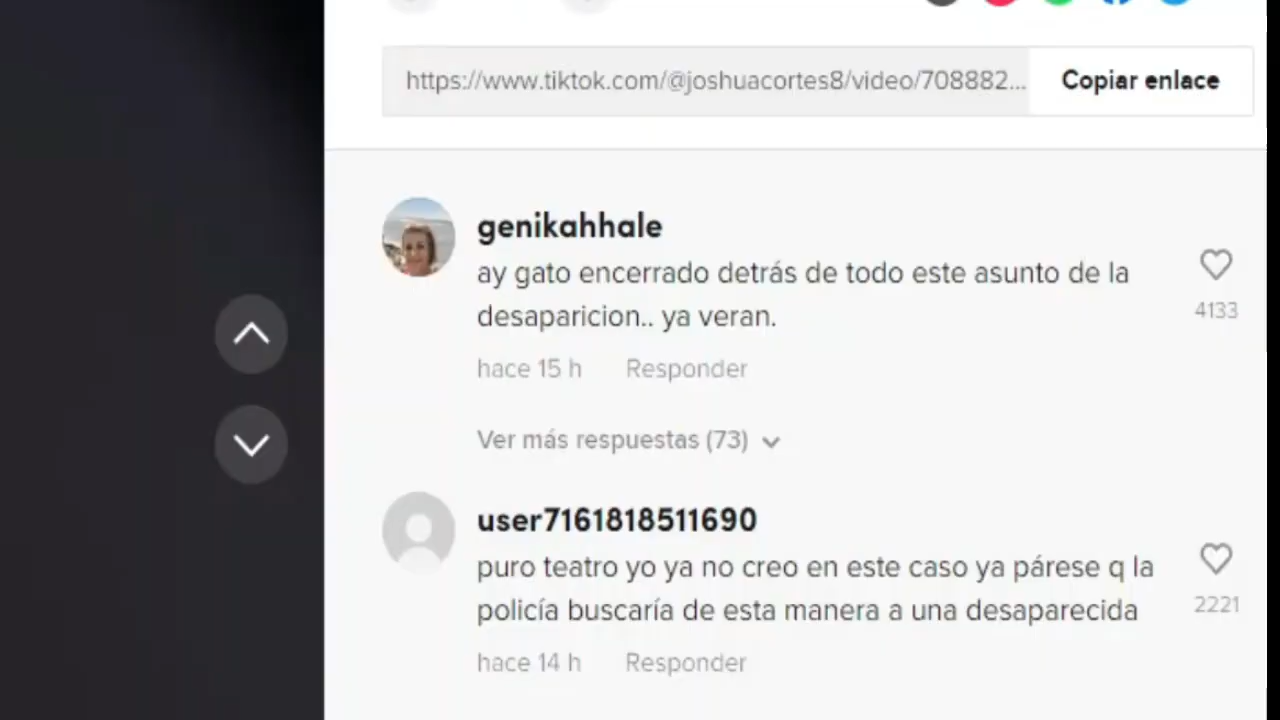 https://www.tiktok.com/@joshuacortes8/video/708882...
Copiar enlace
genikahhale
ay gato encerrado detrás de todo este asunto de la
desaparicion.. ya veran.
4133
hace 15 h Responder
Ver más respuestas (73)
user7161818511690
puro teatro yo ya no creo en este caso ya párese q la
policía buscaría de esta manera a una desaparecida
2221
hace 14 h Responder